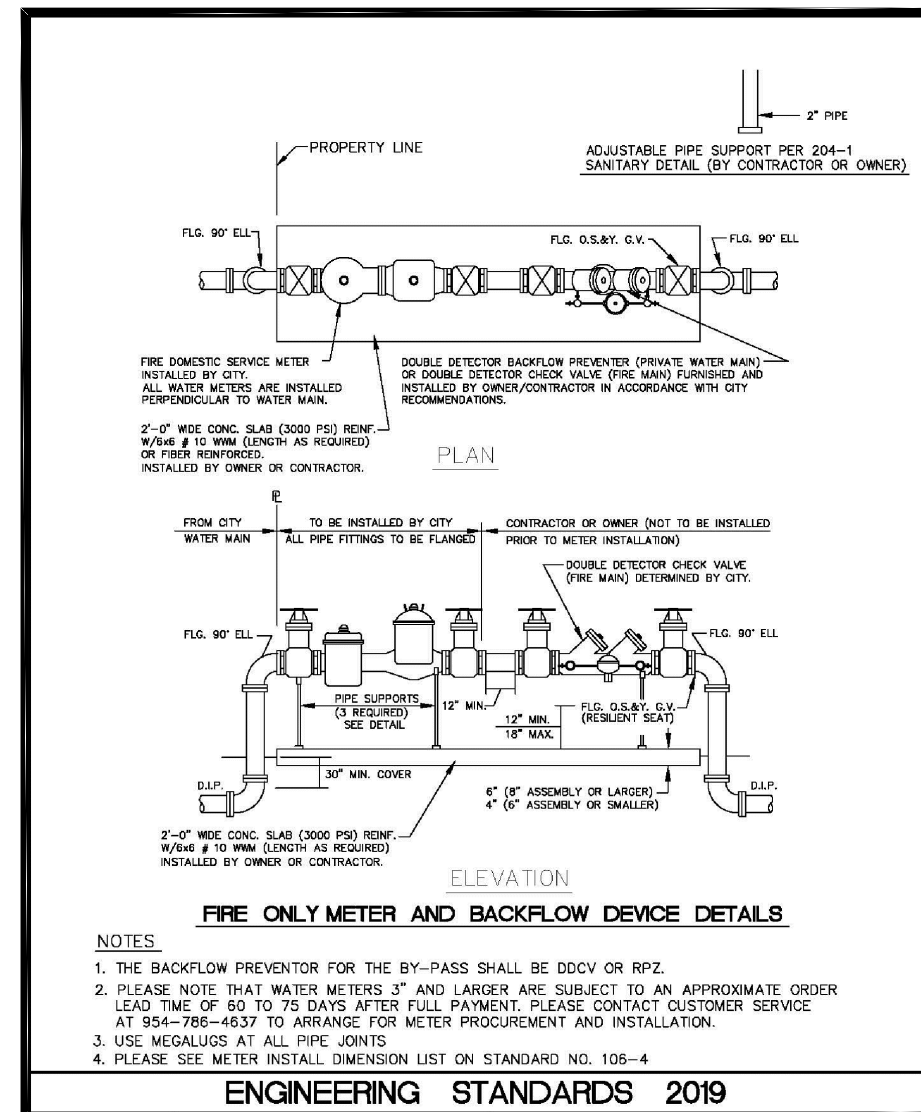 2" PIPE
ADJUSTABLE PIPE SUPPORT PER 204-1
SANITARY DETAIL (BY CONTRACTOR OR OWNER)
PROPERTY LINE
FLG. 90° ELL
FLG. O.S.&Y. G.V.
FLG. 90° ELL
FIRE DOMESTIC SERVICE METER
INSTALLED BY CITY.
ALL WATER METERS ARE INSTALLED
PERPENDICULAR TO WATER MAIN.
DOUBLE DETECTOR BACKFLOW PREVENTER (PRIVATE WATER MAIN)
OR DOUBLE DETECTOR CHECK VALVE (FIRE MAIN) FURNISHED AND
INSTALLED BY OWNER/CONTRACTOR IN ACCORDANCE WITH CITY
RECOMMENDATIONS.
2'-0" WIDE CONC. SLAB (3000 PSI) REINF.
W/6x6 # 10 WWM (LENGTH AS REQUIRED)
OR FIBER REINFORCED.
INSTALLED BY OWNER OR CONTRACTOR.
PLAN
PL
FROM CITY
WATER MAIN
TO BE INSTALLED BY CITY
ALL PIPE FITTINGS TO BE FLANGED
CONTRACTOR OR OWNER (NOT TO BE INSTALLED
PRIOR TO METER INSTALLATION)
DOUBLE DETECTOR CHECK VALVE
(FIRE MAIN) DETERMINED BY CITY.
FLG. 90° ELL
FLG. 90° ELL
PIPE SUPPORTS
(3 REQUIRED)
SEE DETAIL
12" MIN.
12" MIN.
18" MAX.
FLG. O.S.&Y. G.V.
(RESILIENT SEAT)
30" MIN. COVER
D.I.P.
D.I.P.
6" (8" ASSEMBLY OR LARGER)
4" (6" ASSEMBLY OR SMALLER)
2'-0" WIDE CONC. SLAB (3000 PSI) REINF.
W/6x6 # 10 WWM (LENGTH AS REQUIRED)
INSTALLED BY OWNER OR CONTRACTOR.
ELEVATION
FIRE ONLY METER AND BACKFLOW DEVICE DETAILS
NOTES
1. THE BACKFLOW PREVENTOR FOR THE BY-PASS SHALL BE DDCV OR RPZ.
2. PLEASE NOTE THAT WATER METERS 3" AND LARGER ARE SUBJECT TO AN APPROXIMATE ORDER
LEAD TIME OF 60 TO 75 DAYS AFTER FULL PAYMENT. PLEASE CONTACT CUSTOMER SERVICE
AT 954-786-4637 TO ARRANGE FOR METER PROCUREMENT AND INSTALLATION.
3. USE MEGALUGS AT ALL PIPE JOINTS
4. PLEASE SEE METER INSTALL DIMENSION LIST ON STANDARD NO. 106-4
ENGINEERING STANDARDS 2019